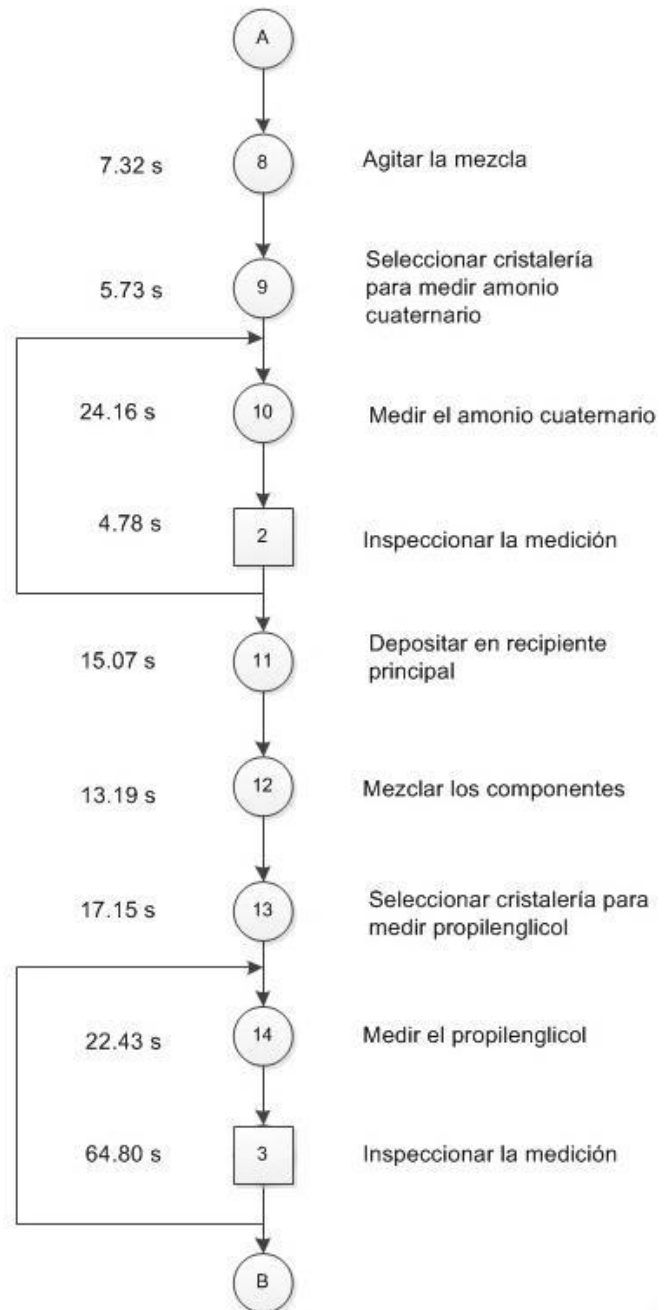 A
7.32 s
8
Agitar la mezcla
5.73 s
9
Seleccionar cristalería
para medir amonio
cuaternario
24.16 s
10
Medir el amonio cuaternario
4.78 s
2
Inspeccionar la medición
15.07 s
11
Depositar en recipiente
principal
13.19 s
12
Mezclar los componentes
17.15 s
13
Seleccionar cristalería para
medir propilenglicol
22.43 s
14
Medir el propilenglicol
64.80 s
3
Inspeccionar la medición
B